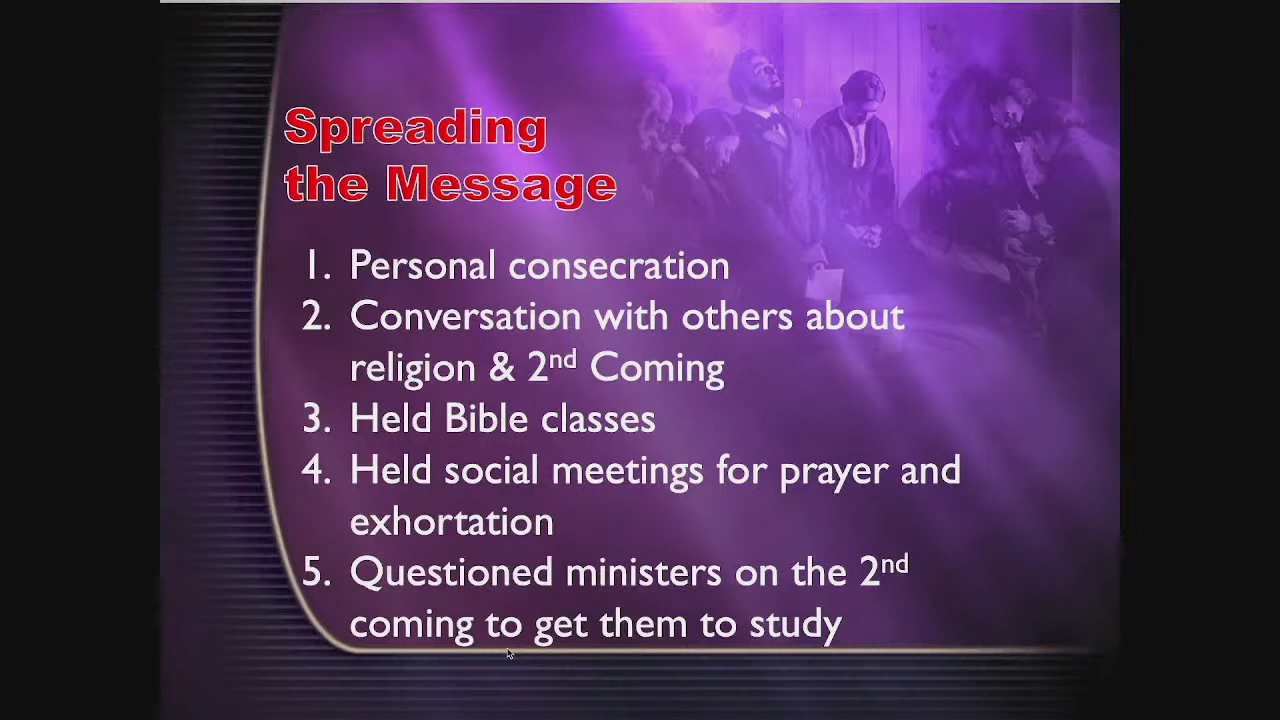 Spreading
the Message
1. Personal consecration
2. Conversation with others about
religion & 2nd Coming
3. Held Bible classes
4. Held social meetings for prayer and
exhortation
5. Questioned ministers on the 2nd
coming to get them to study